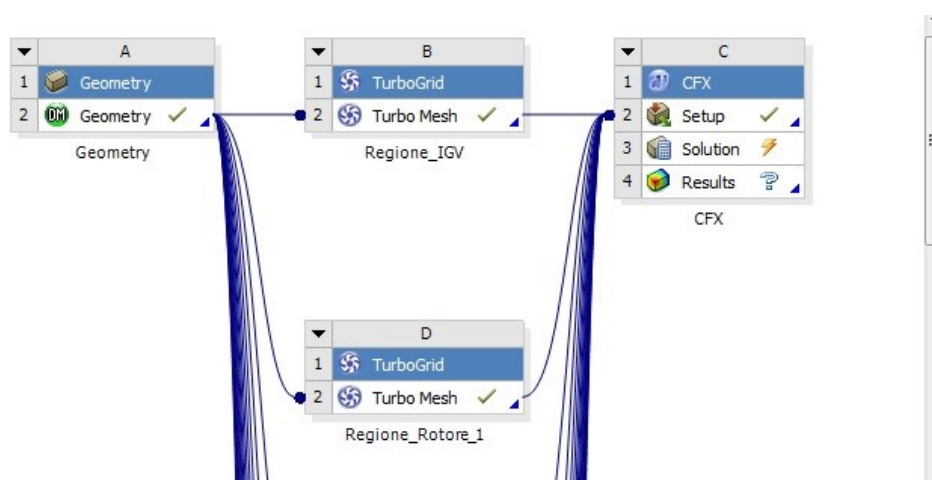 A
1 Geometry
2 DM Geometry
Geometry
B
1 TurboGrid
2 Turbo Mesh
Regione_IGV
C
1 CFX
2 Setup
3 Solution
4 Results
CFX
D
1 TurboGrid
2 Turbo Mesh
Regione_Rotore_1